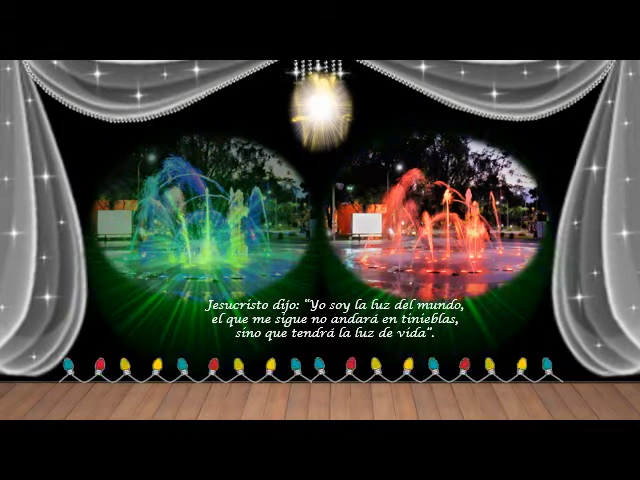 Jesucristo dijo: “Yo soy la luz del mundo,
el que me sigue no andará en tinieblas,
sino que tendrá la luz de vida”.